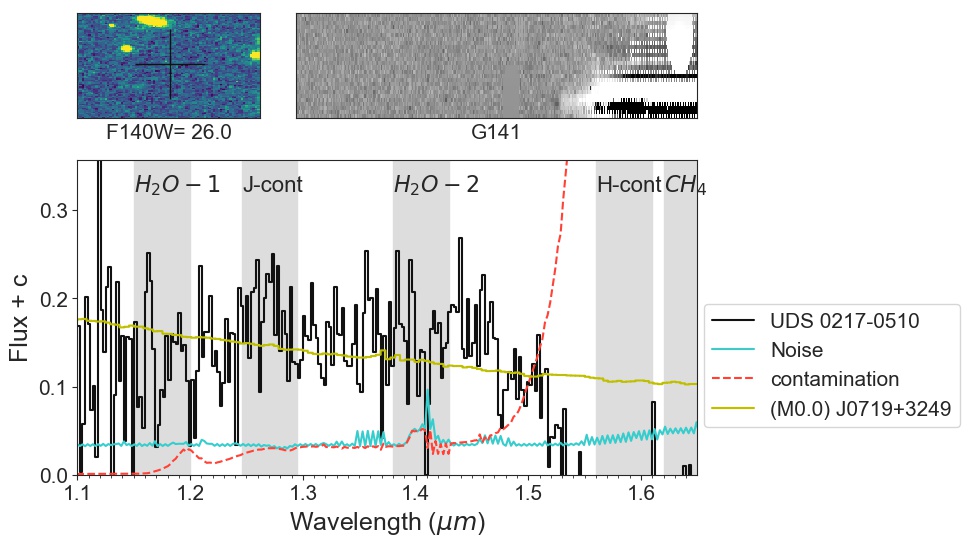 F140W= 26.0
G141
H₂O − 1
J-cont
H₂O − 2
H-cont
CH₄
0.3
0.2
0.1
0.0
Flux + c
1.1
1.2
1.3
1.4
1.5
1.6
Wavelength (μm)
UDS 0217-0510
Noise
contamination
(M0.0) J0719+3249